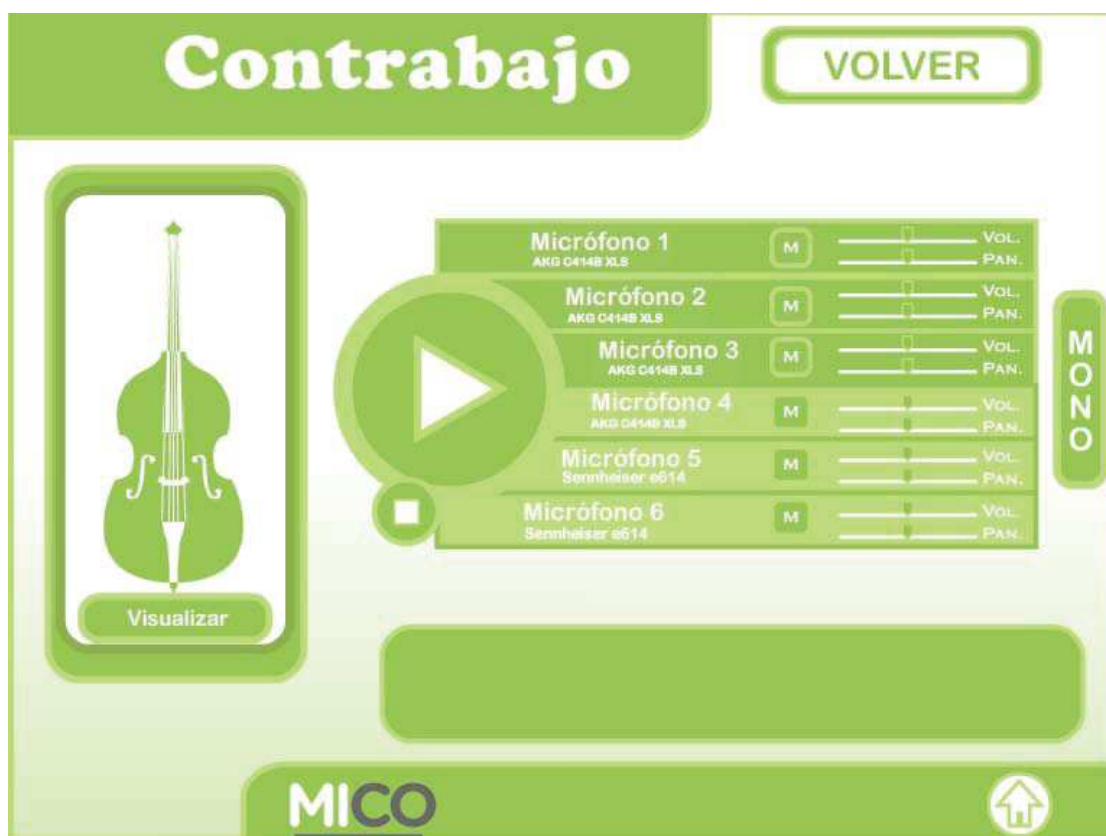 Contrabajo
VOLVER
Micrófono 1
AKG C414B XLS
M
VOL.
PAN.
Micrófono 2
AKG C414B XLS
M
VOL.
PAN.
Micrófono 3
AKG C414B XLS
M
VOL.
PAN.
Micrófono 4
AKG C414B XLS
M
VOL.
PAN.
Micrófono 5
Sennheiser e614
M
VOL.
PAN.
Micrófono 6
Sennheiser e614
M
VOL.
PAN.
MONO
Visualizar
MICO